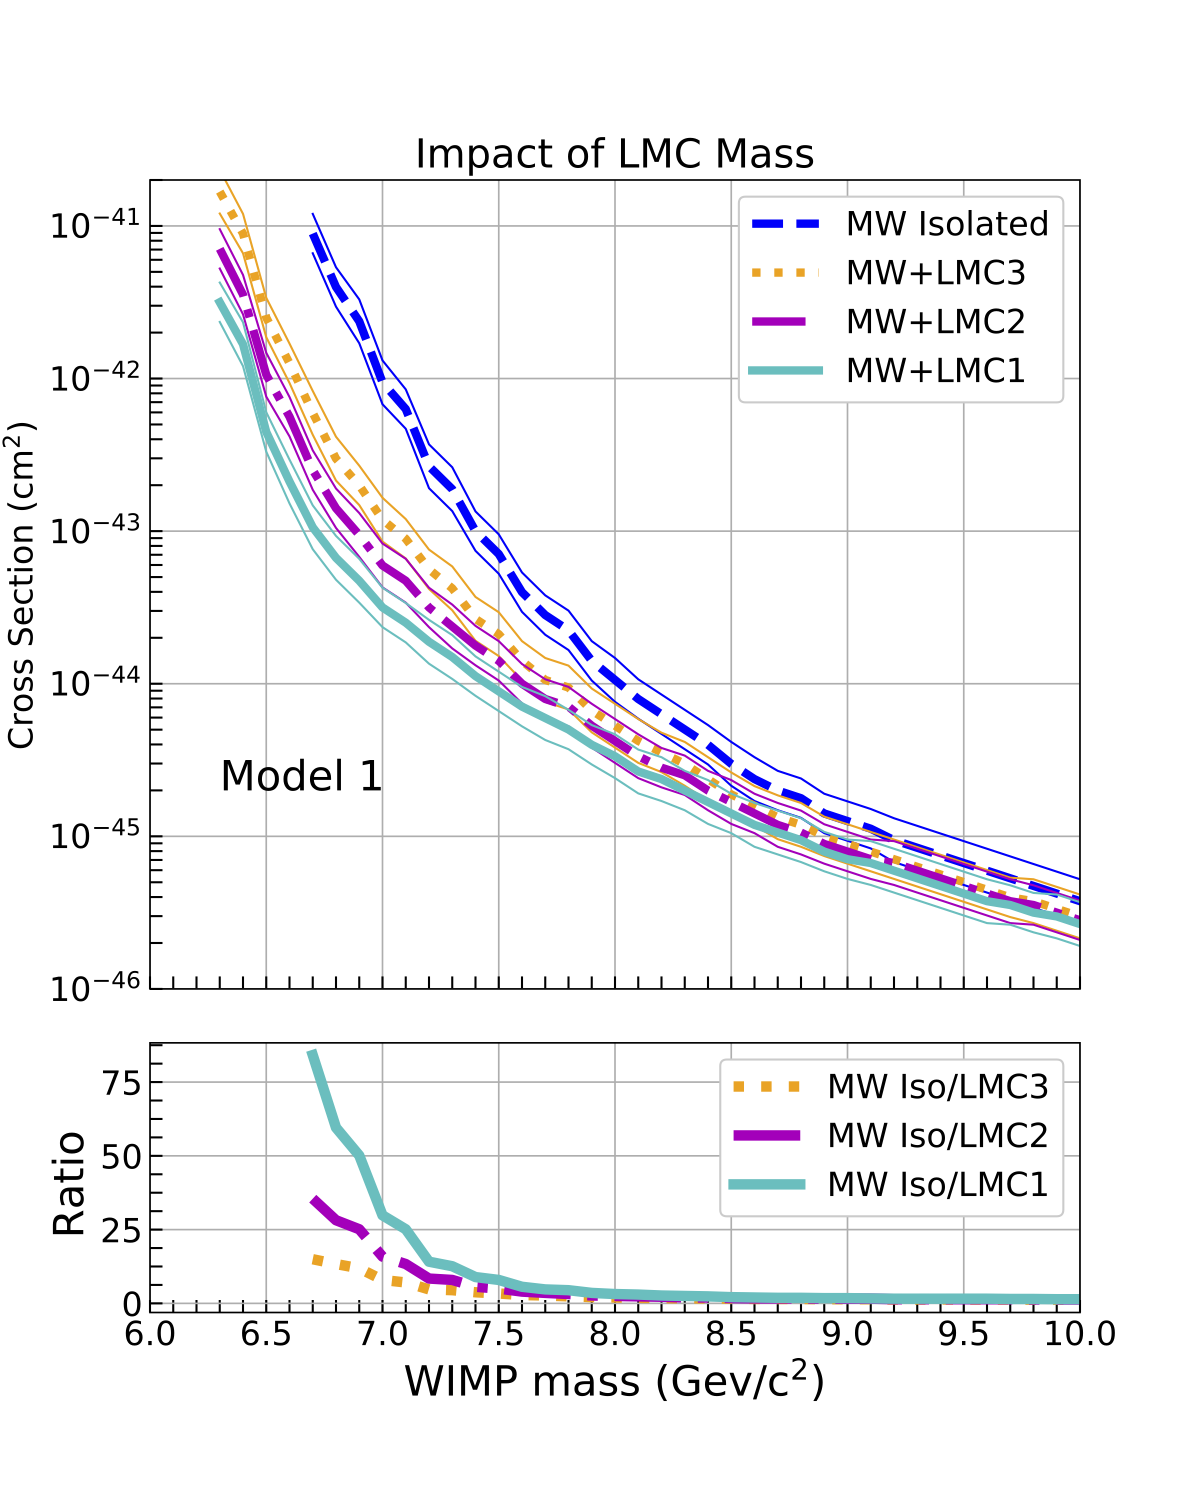 Impact of LMC Mass
Cross Section (cm²)
10⁻⁴¹
10⁻⁴²
10⁻⁴³
10⁻⁴⁴
10⁻⁴⁵
10⁻⁴⁶
MW Isolated
MW+LMC3
MW+LMC2
MW+LMC1
Model 1
Ratio
75
50
25
0
MW Iso/LMC3
MW Iso/LMC2
MW Iso/LMC1
6.0 6.5 7.0 7.5 8.0 8.5 9.0 9.5 10.0
WIMP mass (Gev/c²)